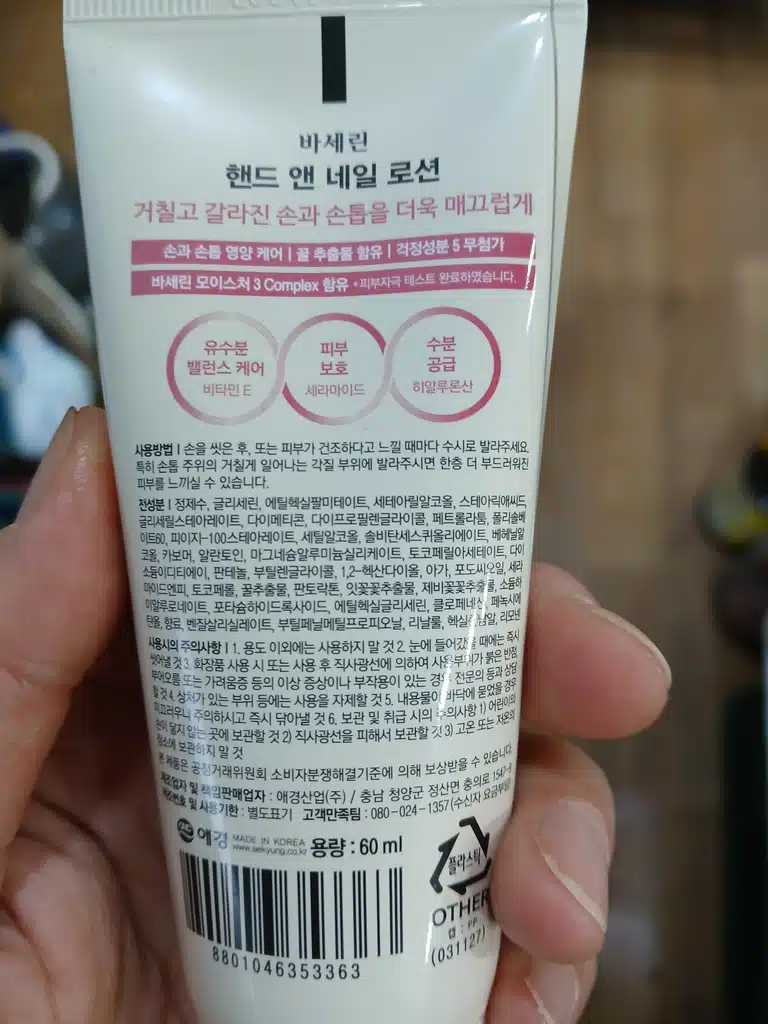 바세린
핸드 앤 네일 로션
거칠고 갈라진 손과 손톱을 더욱 매끄럽게
손과 손톱 영양 케어 | 꿀 추출물 함유 | 걱정성분 5 무첨가
바세린 모이스처 3 Complex 함유 *피부자극 테스트 완료하였습니다.
유수분
밸런스 케어
비타민 E
피부
보호
세라마이드
수분
공급
히알루론산
사용방법 | 손을 씻은 후, 또는 피부가 건조하다고 느낄 때마다 수시로 발라주세요.
특히 손톱 주위의 거칠게 일어나는 각질 부위에 발라주시면 한층 더 부드러워진
피부를 느끼실 수 있습니다.
전성분 | 정제수, 글리세린, 에틸헥실팔미테이트, 세테아릴알코올, 스테아릭애씨드,
글리세릴스테아레이트, 다이메티콘, 다이프로필렌글라이콜, 페트롤라툼, 폴리솔베
이트60, 피이지-100스테아레이트, 세틸알코올, 솔비탄세스퀴올리에이트, 베헤닐알
코올, 카보머, 알란토인, 마그네슘알루미늄실리케이트, 토코페릴아세테이트, 다이
소듐이디티에이, 판테놀, 부틸렌글라이콜, 1,2-헥산다이올, 아가, 포도씨오일, 세라
마이드엔피, 토코페롤, 꿀추출물, 판토락톤, 잇꽃꽃추출물, 제비꽃꽃추출물, 소듐하
이알루로네이트, 포타슘하이드록사이드, 에틸헥실글리세린, 클로페네신, 페녹시에
탄올, 향료, 벤질살리실레이트, 부틸페닐메틸프로피오날, 리날룰, 헥실신남알, 리모넨
사용시의 주의사항 | 1. 용도 이외에는 사용하지 말 것 2. 눈에 들어갔을 때에는 즉시
씻어낼 것 3. 화장품 사용 시 또는 사용 후 직사광선에 의하여 사용부위가 붉은 반점,
부어오름 또는 가려움증 등의 이상 증상이나 부작용이 있는 경우 전문의 등과 상담
할 것 4. 상처가 있는 부위 등에는 사용을 자제할 것 5. 내용물이 바닥에 묻었을 경우
미끄러우니 주의하시고 즉시 닦아낼 것 6. 보관 및 취급 시의 주의사항 1) 어린이의
손이 닿지 않는 곳에 보관할 것 2) 직사광선을 피해서 보관할 것 3) 고온 또는 저온의
장소에 보관하지 말 것
본 제품은 공정거래위원회 소비자분쟁해결기준에 의해 보상받을 수 있습니다.
제조업자 및 책임판매업자 : 애경산업(주) / 충남 청양군 정산면 충의로 1547-8
제조번호 및 사용기한 : 별도표기 고객만족팀 : 080-024-1357 (수신자 요금부담)
애경 MADE IN KOREA www.aekyung.co.kr 용량 : 60 ml
플라스틱
OTHER
캡 : PP
(031127)
8801046353363